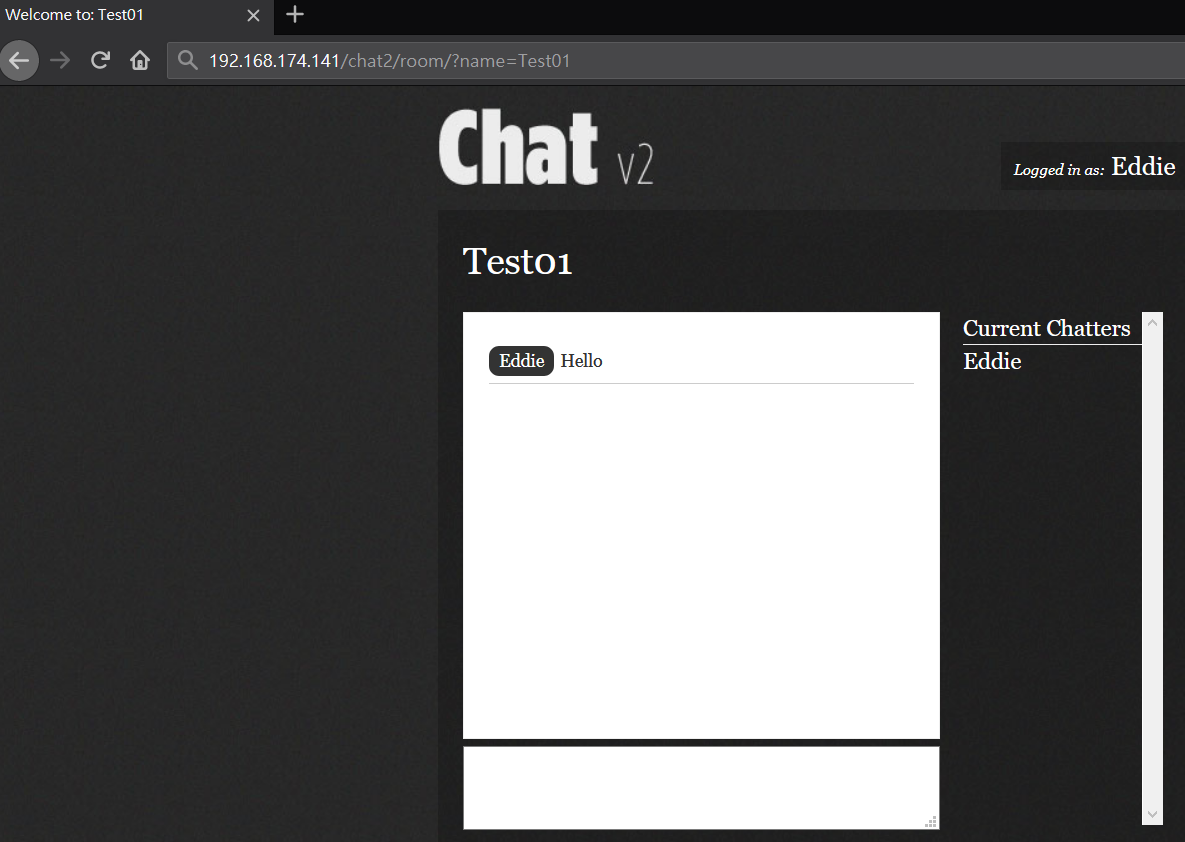 Welcome to: Test01
192.168.174.141/chat2/room/?name=Test01
Chat v2
Logged in as: Eddie
Test01
Eddie Hello
Current Chatters
Eddie